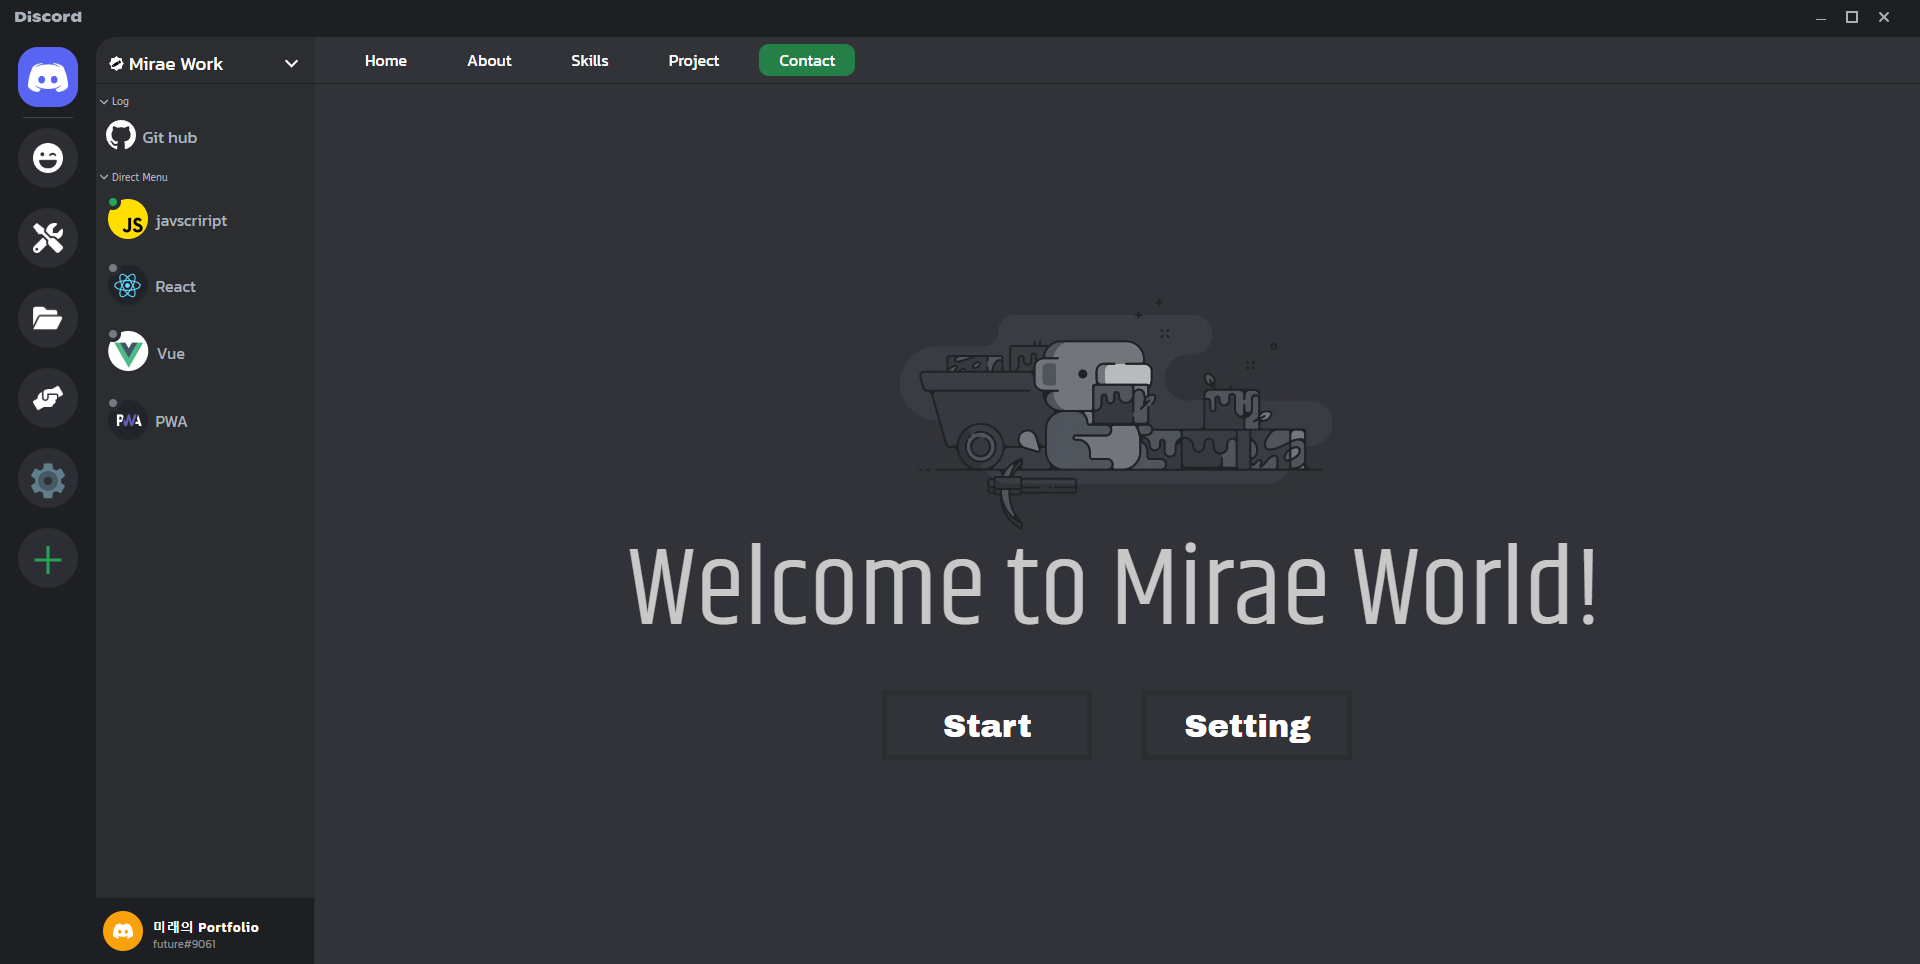 Discord
Mirae Work
Home
About
Skills
Project
Contact
Log
Git hub
Direct Menu
JS
javscriript
React
Vue
PWA
PWA
Welcome to Mirae World!
Start
Setting
미래의 Portfolio
future#9061